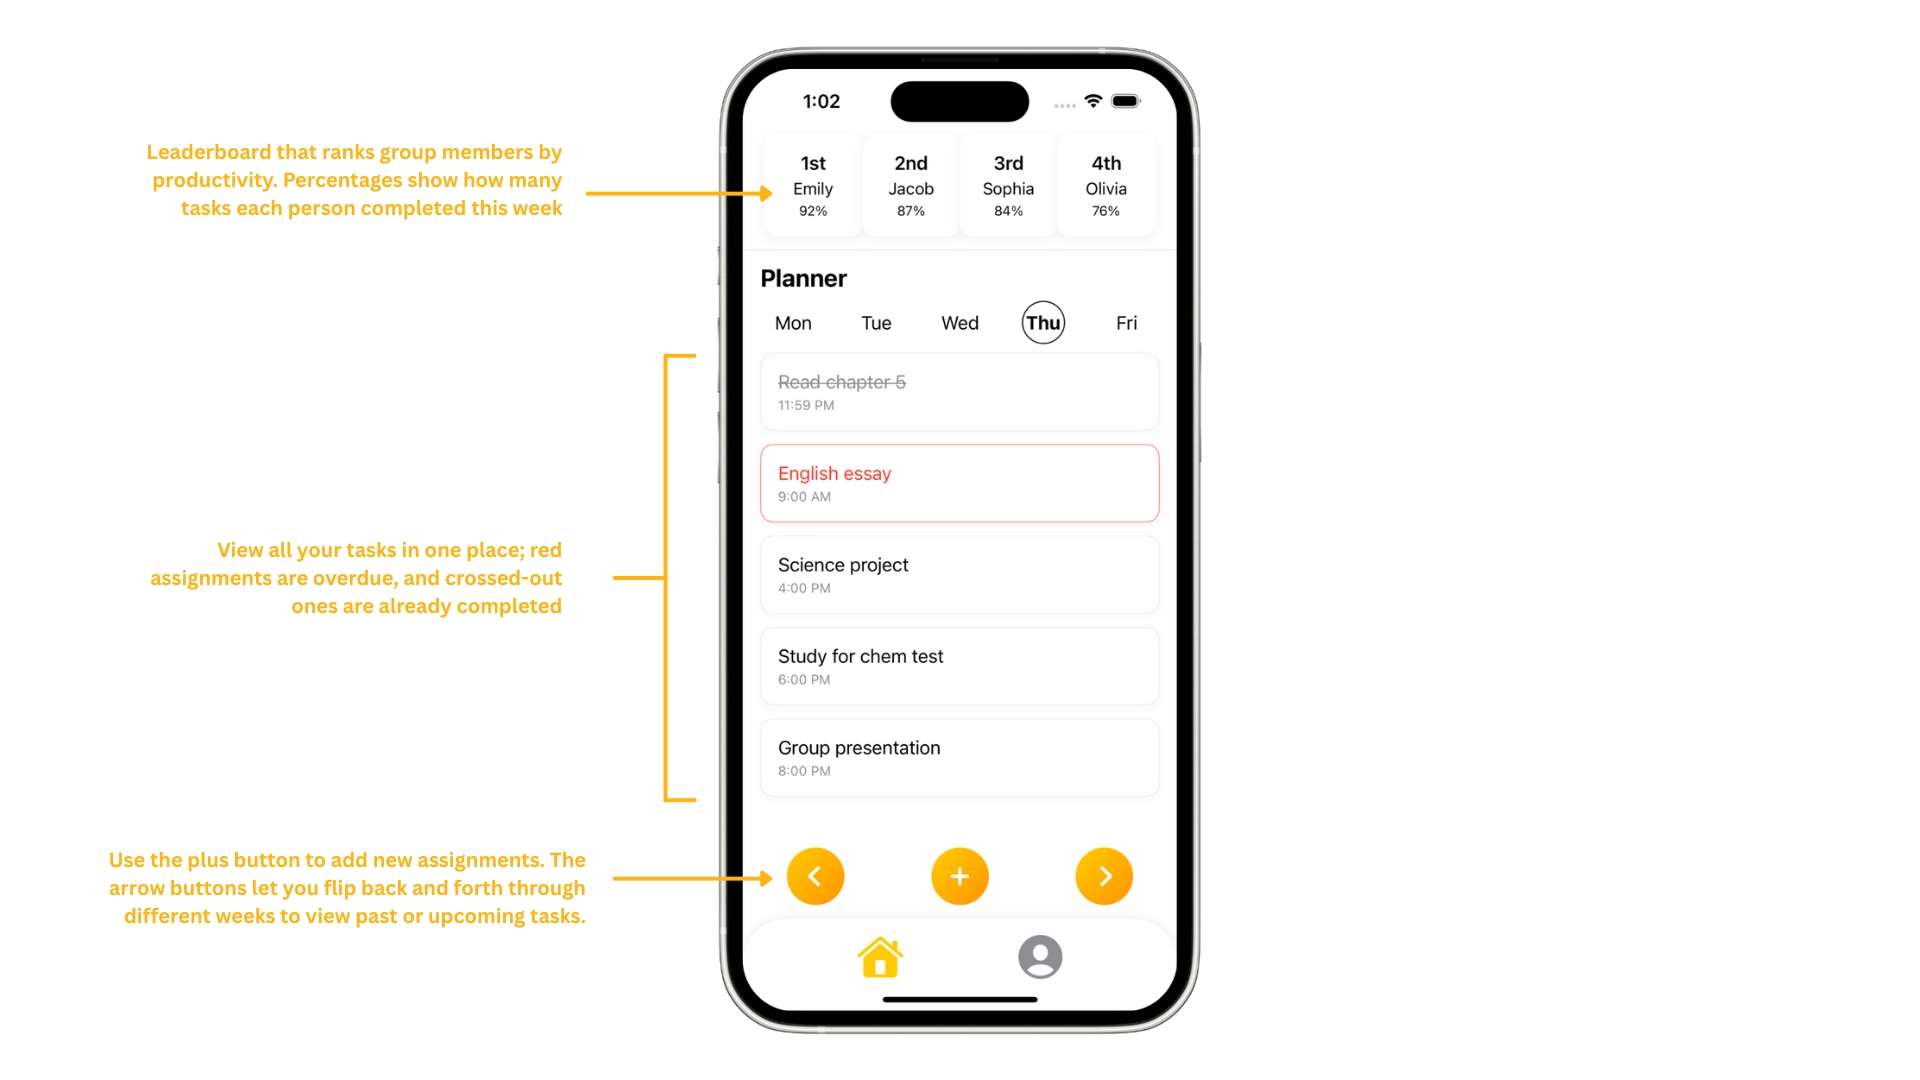 1:02
Leaderboard that ranks group members by
productivity. Percentages show how many
tasks each person completed this week
1st 2nd 3rd 4th
Emily Jacob Sophia Olivia
92% 87% 84% 76%
Planner
Mon Tue Wed Thu Fri
Read chapter 5
11:59 PM
English essay
9:00 AM
View all your tasks in one place; red
assignments are overdue, and crossed-out
ones are already completed
Science project
4:00 PM
Study for chem test
6:00 PM
Group presentation
8:00 PM
Use the plus button to add new assignments. The
arrow buttons let you flip back and forth through
different weeks to view past or upcoming tasks.